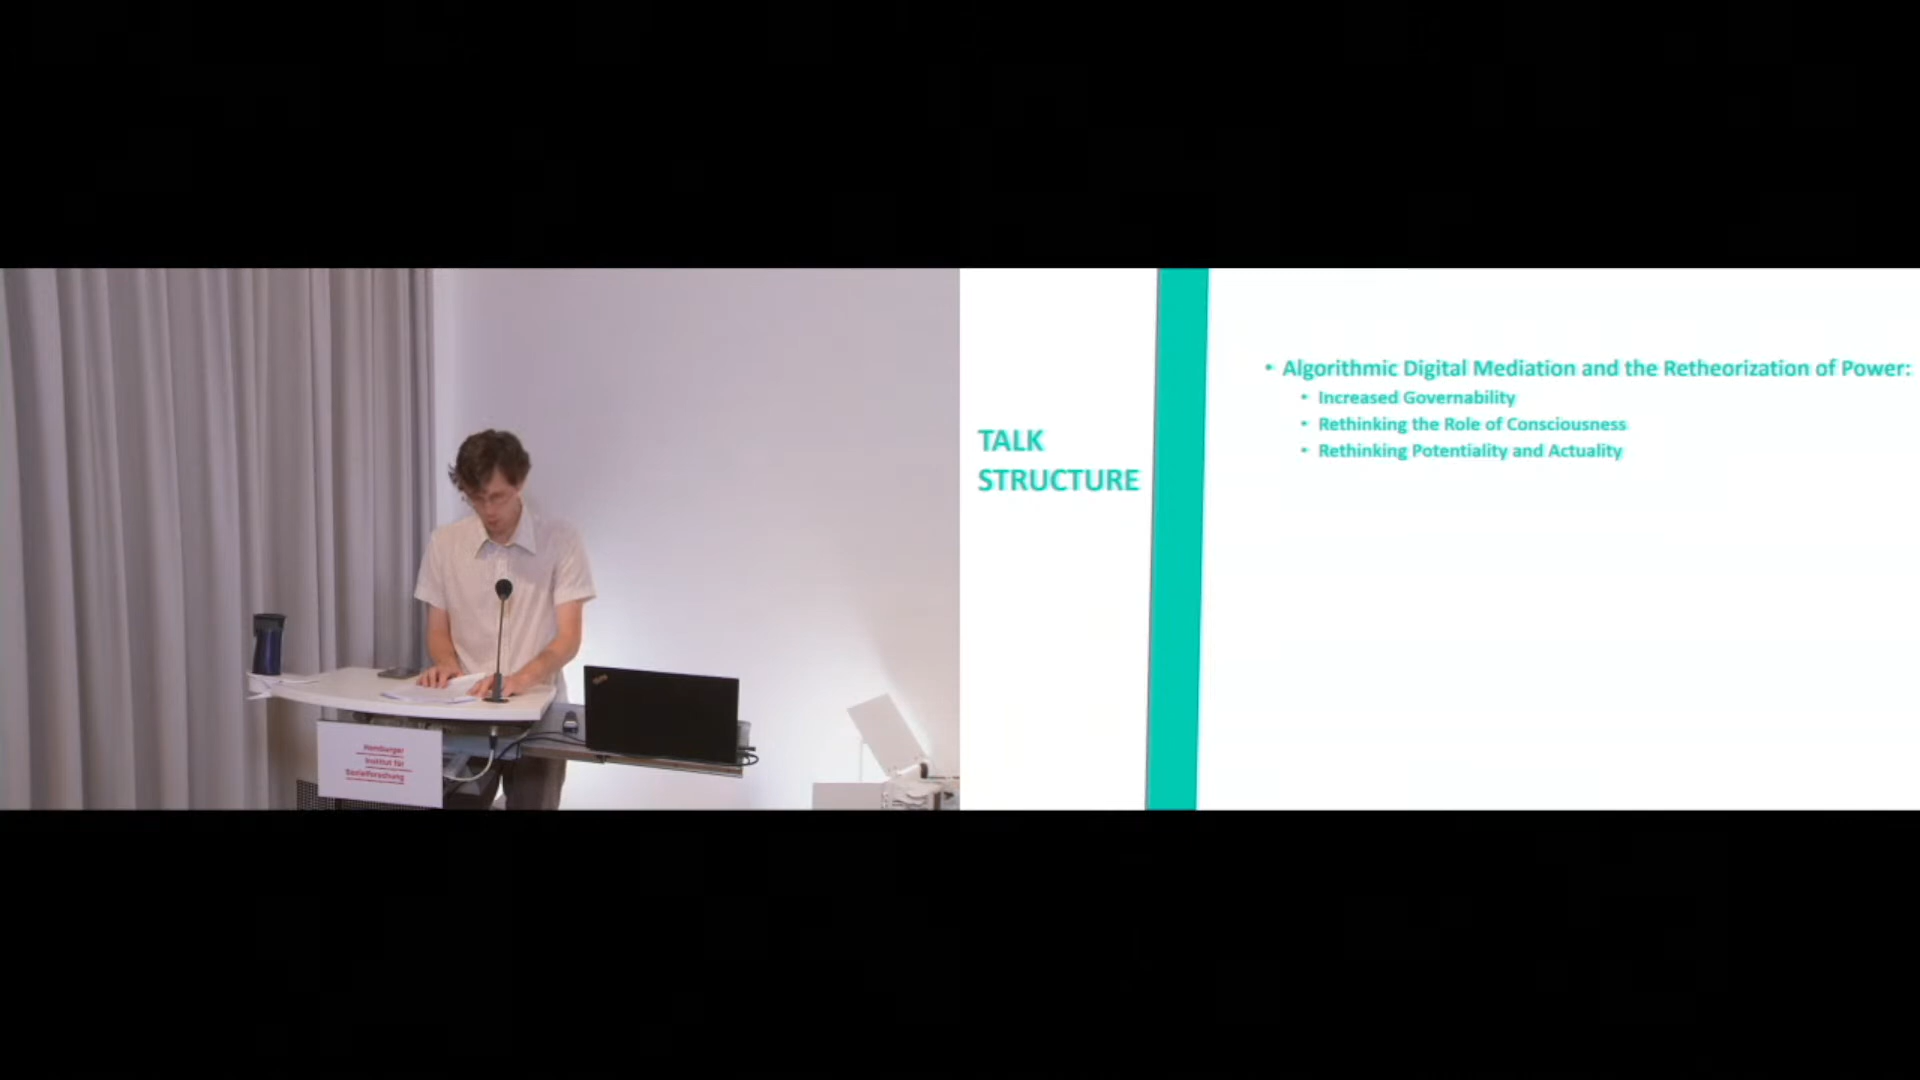 Hamburger
Institut für
Sozialforschung
TALK
STRUCTURE
• Algorithmic Digital Mediation and the Retheorization of Power:
• Increased Governability
• Rethinking the Role of Consciousness
• Rethinking Potentiality and Actuality